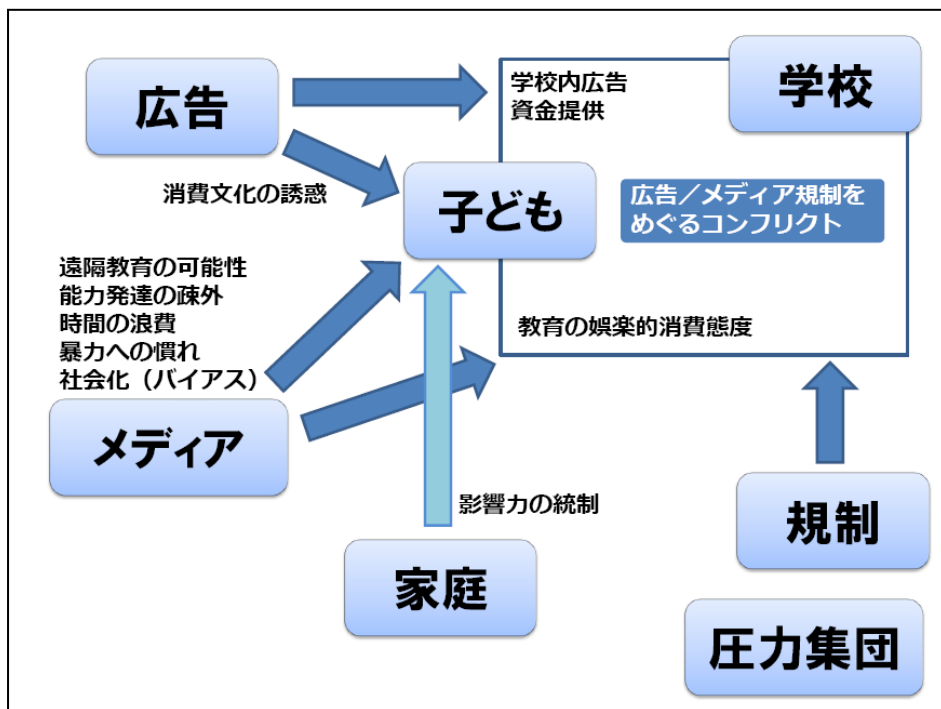 広告
学校内広告
資金提供
学校
消費文化の誘惑
子ども
広告／メディア規制を
めぐるコンフリクト
遠隔教育の可能性
能力発達の疎外
時間の浪費
暴力への慣れ
社会化（バイアス）
教育の娯楽的消費態度
メディア
影響力の統制
規制
家庭
圧力集団